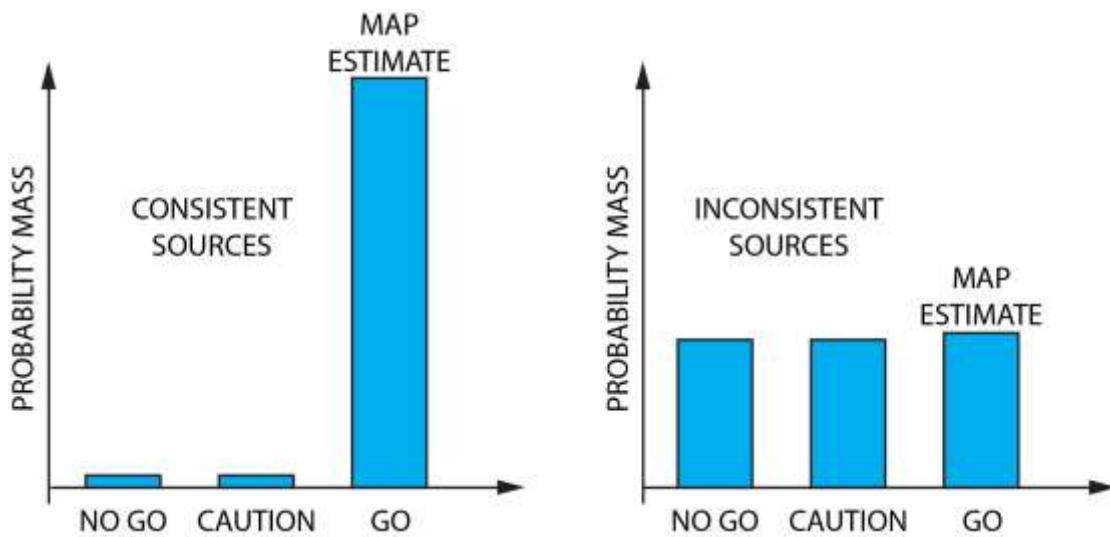 MAP
ESTIMATE
PROBABILITY MASS
CONSISTENT
SOURCES
NO GO
CAUTION
GO
PROBABILITY MASS
INCONSISTENT
SOURCES
MAP
ESTIMATE
NO GO
CAUTION
GO